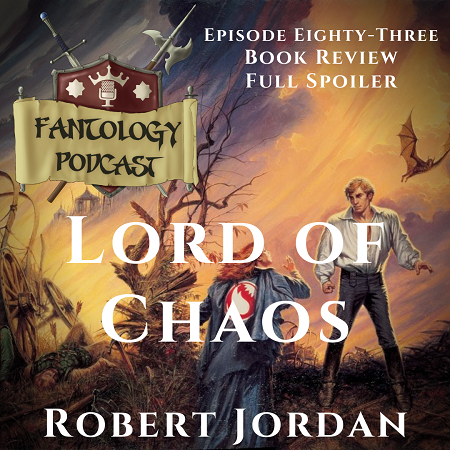 Episode Eighty-Three
Book Review
Full Spoiler
Fantology
Podcast
Lord of
Chaos
Robert Jordan